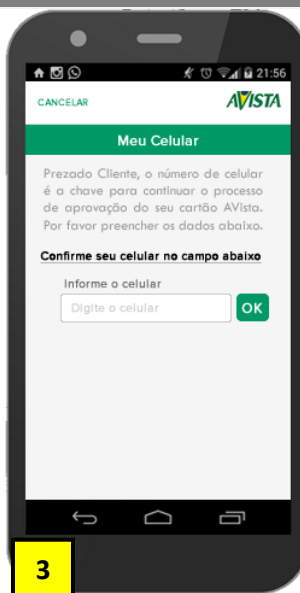 21:56
CANCELAR
AVISTA
Meu Celular
Prezado Cliente, o número de celular
é a chave para continuar o processo
de aprovação do seu cartão AVista.
Por favor preencher os dados abaixo.
Confirme seu celular no campo abaixo
Informe o celular
Digite o celular
OK
3